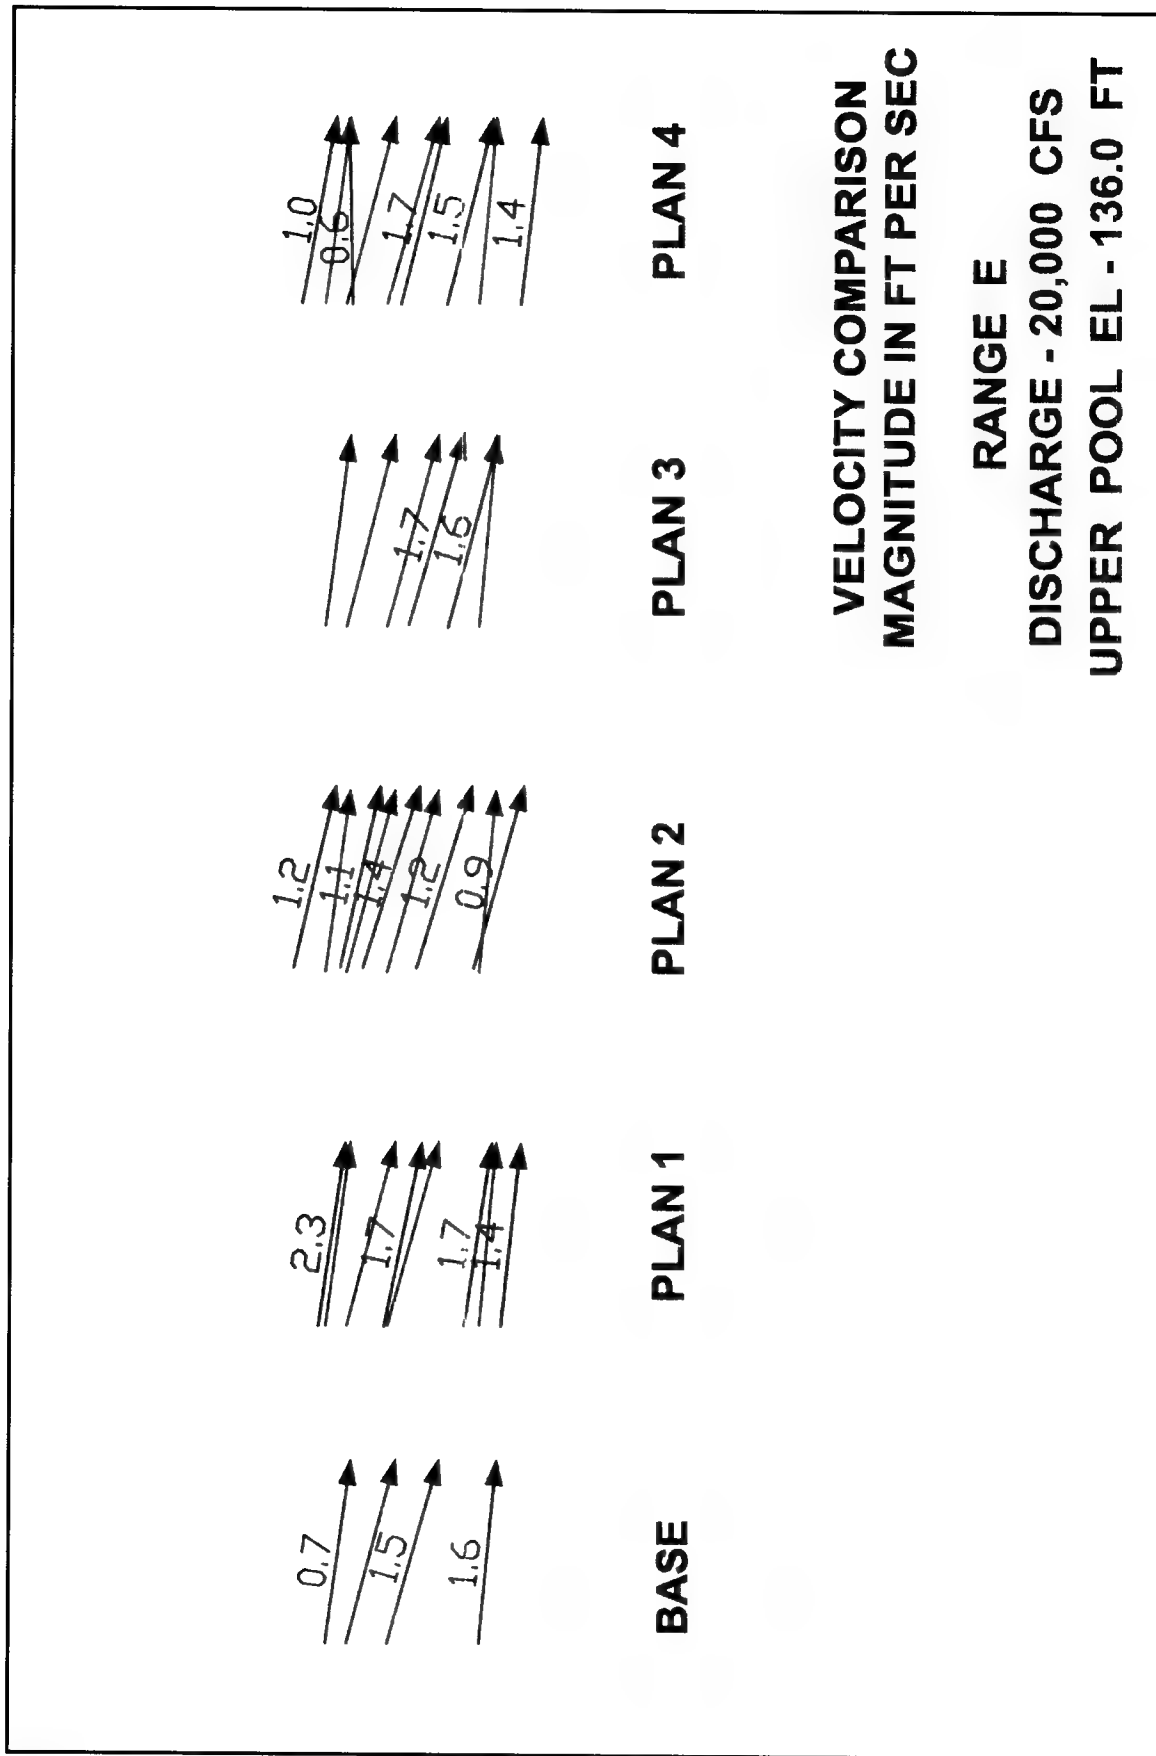 0.7
1.5
1.6
BASE
2.3
1.7
1.7
1.4
PLAN 1
1.2
1.1
1.4
1.2
0.9
PLAN 2
1.7
1.6
PLAN 3
1.0
0.6
1.7
1.5
1.4
PLAN 4
VELOCITY COMPARISON
MAGNITUDE IN FT PER SEC
RANGE E
DISCHARGE - 20,000 CFS
UPPER POOL EL - 136.0 FT